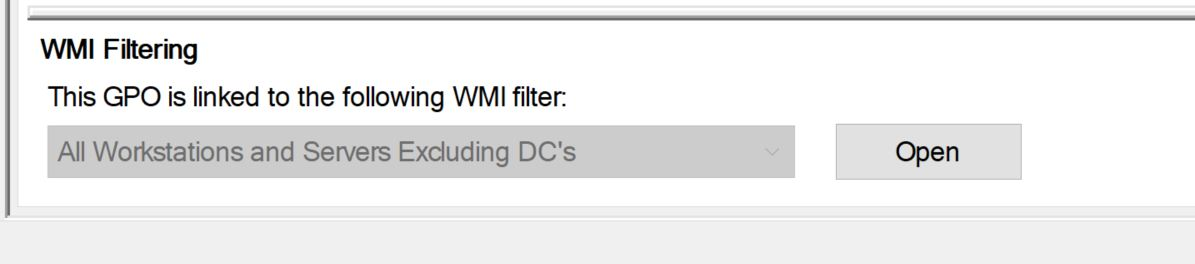 WMI Filtering
This GPO is linked to the following WMI filter:
All Workstations and Servers Excluding DC's
Open